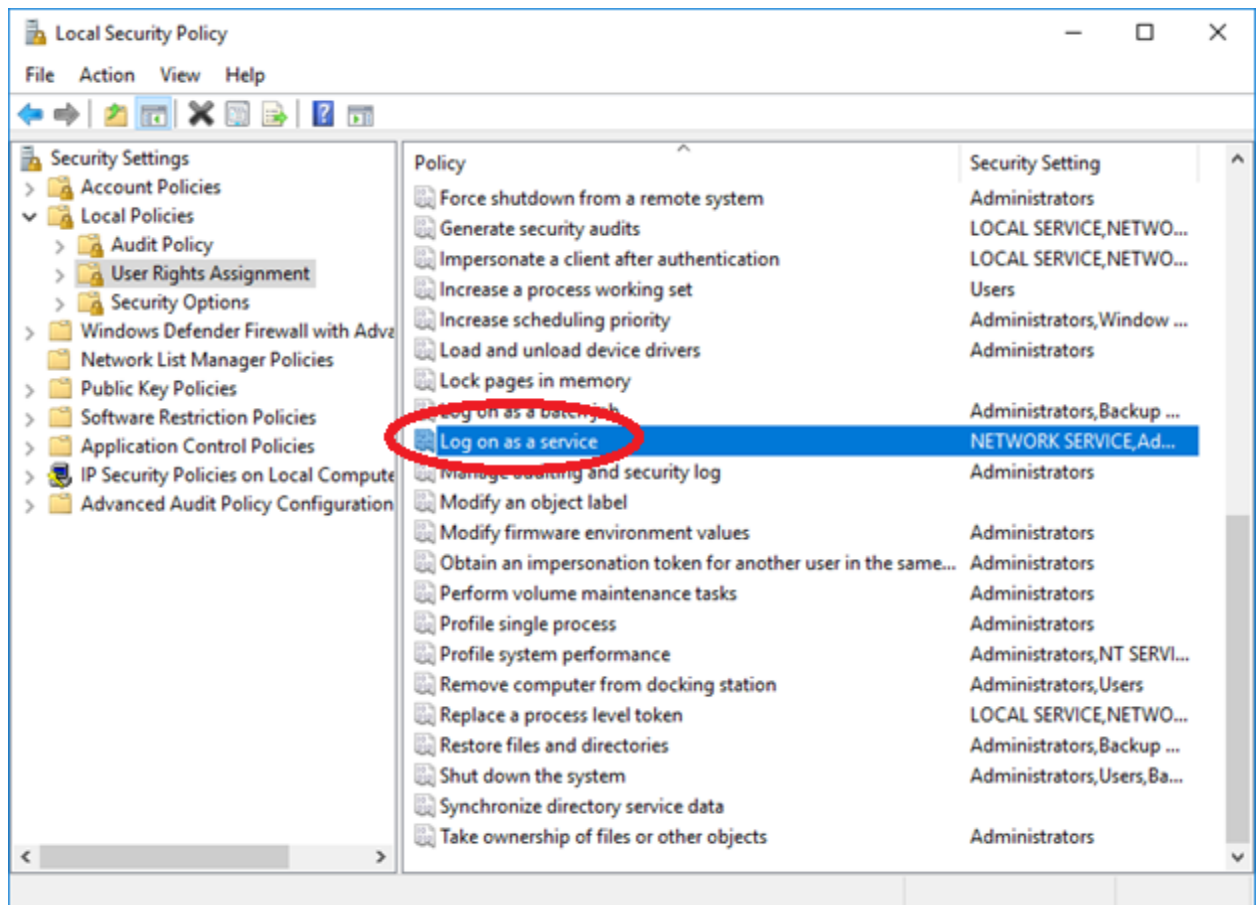 Local Security Policy
File Action View Help
Security Settings
Account Policies
Local Policies
Audit Policy
User Rights Assignment
Security Options
Windows Defender Firewall with Adva
Network List Manager Policies
Public Key Policies
Software Restriction Policies
Application Control Policies
IP Security Policies on Local Compute
Advanced Audit Policy Configuration
Policy Security Setting
Force shutdown from a remote system Administrators
Generate security audits LOCAL SERVICE,NETWO...
Impersonate a client after authentication LOCAL SERVICE,NETWO...
Increase a process working set Users
Increase scheduling priority Administrators,Window ...
Load and unload device drivers Administrators
Lock pages in memory
Log on as a batch job Administrators,Backup ...
Log on as a service NETWORK SERVICE,Ad...
Manage auditing and security log Administrators
Modify an object label
Modify firmware environment values Administrators
Obtain an impersonation token for another user in the same... Administrators
Perform volume maintenance tasks Administrators
Profile single process Administrators
Profile system performance Administrators,NT SERVI...
Remove computer from docking station Administrators,Users
Replace a process level token LOCAL SERVICE,NETWO...
Restore files and directories Administrators,Backup ...
Shut down the system Administrators,Users,Ba...
Synchronize directory service data
Take ownership of files or other objects Administrators